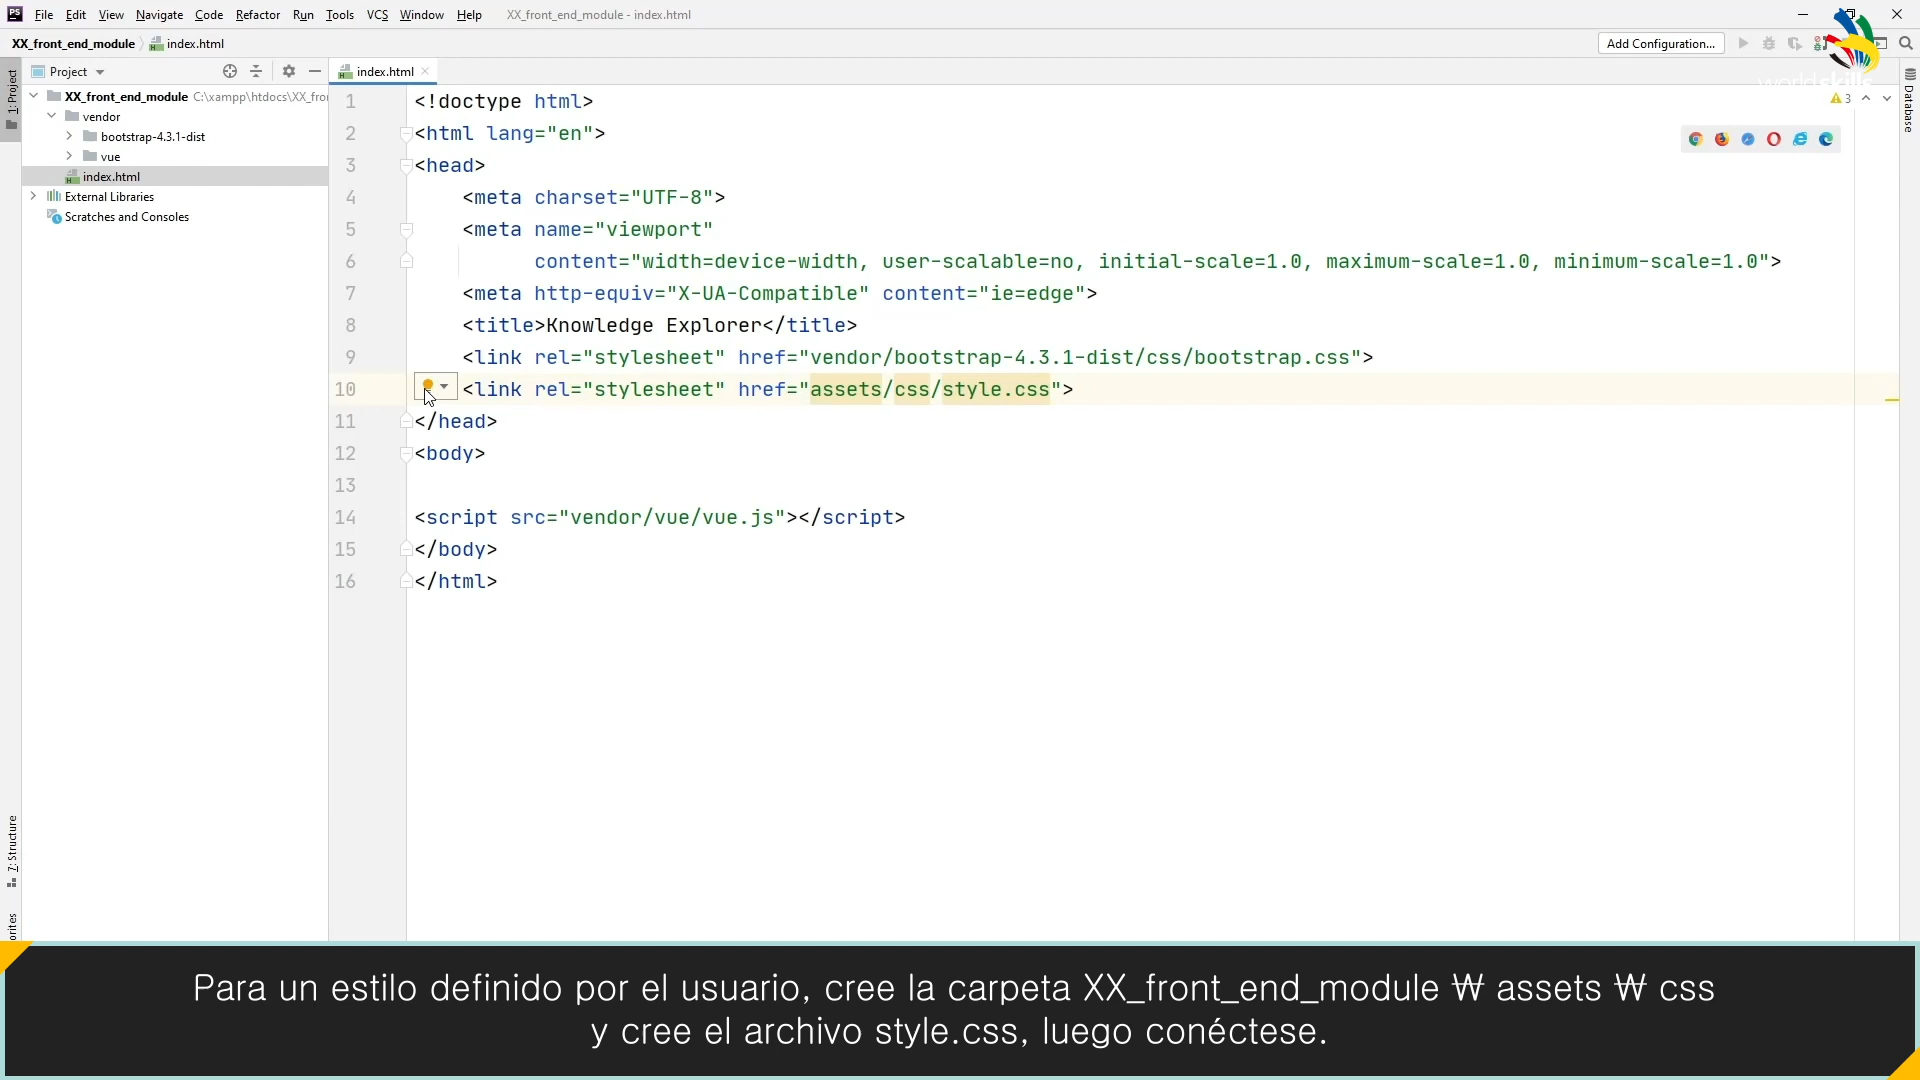 PS File Edit View Navigate Code Refactor Run Tools VCS Window Help XX_front_end_module - index.html
XX_front_end_module index.html Add Configuration...
worldskills
1: Project
Project
index.html
XX_front_end_module C:\xampp\htdocs\XX_fro
vendor
bootstrap-4.3.1-dist
vue
index.html
External Libraries
Scratches and Consoles
3
Database
1 <!doctype html>
2 <html lang="en">
3 <head>
4 <meta charset="UTF-8">
5 <meta name="viewport"
6 content="width=device-width, user-scalable=no, initial-scale=1.0, maximum-scale=1.0, minimum-scale=1.0">
7 <meta http-equiv="X-UA-Compatible" content="ie=edge">
8 <title>Knowledge Explorer</title>
9 <link rel="stylesheet" href="vendor/bootstrap-4.3.1-dist/css/bootstrap.css">
10 <link rel="stylesheet" href="assets/css/style.css">
11 </head>
12 <body>
13
14 <script src="vendor/vue/vue.js"></script>
15 </body>
16 </html>
7: Structure
orites
Para un estilo definido por el usuario, cree la carpeta XX_front_end_module ₩ assets ₩ css
y cree el archivo style.css, luego conéctese.